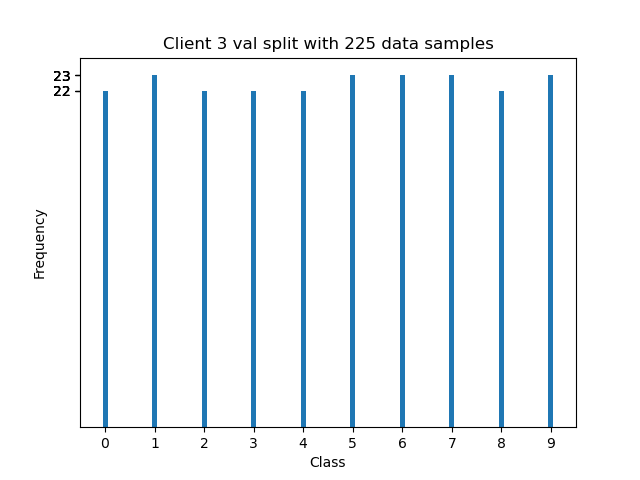 Client 3 val split with 225 data samples
23
22
Frequency
0 1 2 3 4 5 6 7 8 9
Class